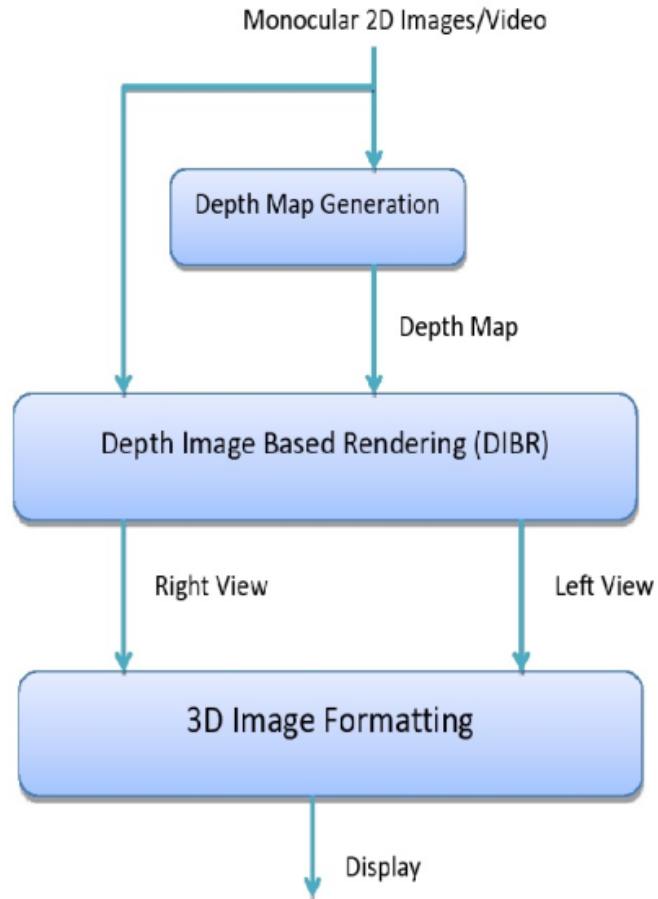 Monocular 2D Images/Video
Depth Map Generation
Depth Map
Depth Image Based Rendering (DIBR)
Right View
Left View
3D Image Formatting
Display